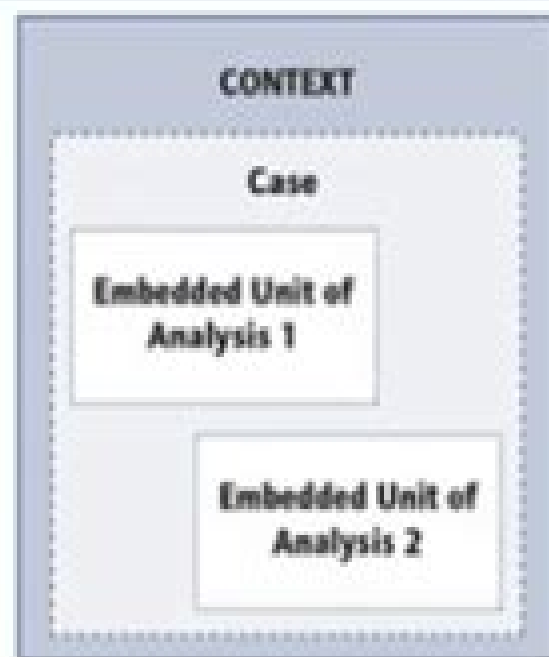 CONTEXT
Case
Embedded Unit of
Analysis 1
Embedded Unit of
Analysis 2